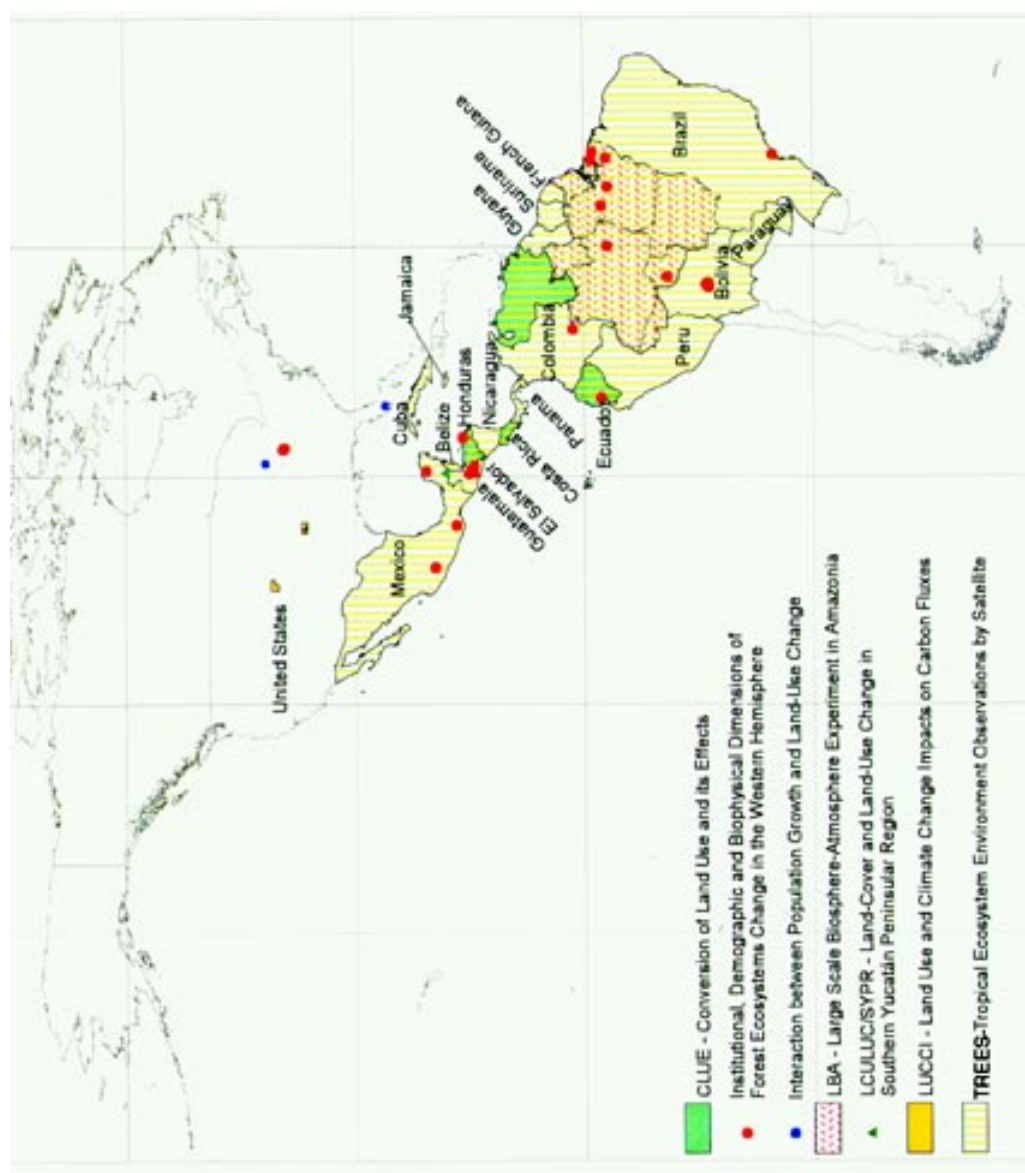 United States
Mexico
Cuba
Jamaica
Belize
Honduras
Nicaragua
Guatemala
El Salvador
Costa Rica
Panama
Guyana
Suriname
French Guiana
Colombia
Ecuador
Peru
Brazil
Bolivia
Paraguay
CLUE - Conversion of Land Use and its Effects
Institutional, Demographic and Biophysical Dimensions of
Forest Ecosystems Change in the Western Hemisphere
Interaction between Population Growth and Land-Use Change
LBA - Large Scale Biosphere-Atmosphere Experiment in Amazonia
LCULUC/SYPR - Land-Cover and Land-Use Change in
Southern Yucatán Peninsular Region
LUCCI - Land Use and Climate Change Impacts on Carbon Fluxes
TREES-Tropical Ecosystem Environment Observations by Satellite